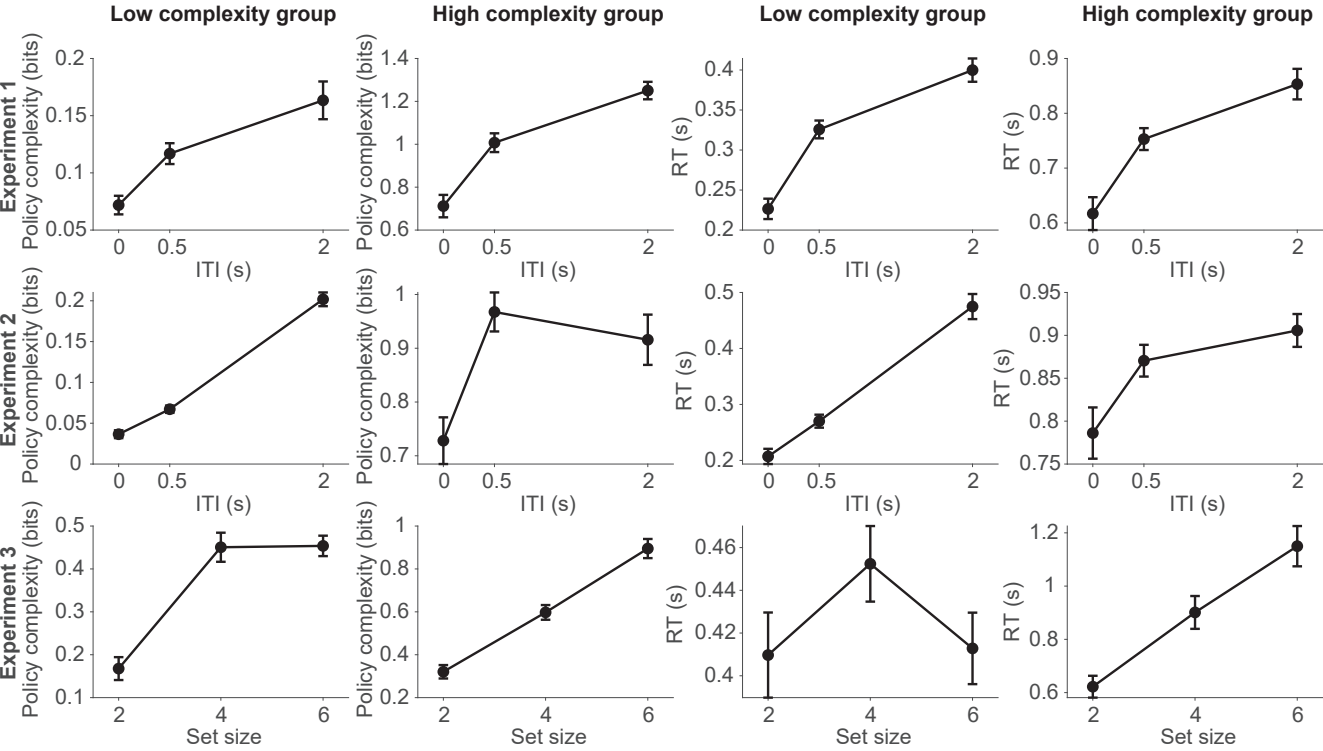 Low complexity group
High complexity group
Low complexity group
High complexity group
Experiment 1
Policy complexity (bits)
0.2
0.15
0.1
0.05
0
0.5
2
ITI (s)
Policy complexity (bits)
1.4
1.2
1
0.8
0.6
0
0.5
2
ITI (s)
RT (s)
0.4
0.35
0.3
0.25
0.2
0
0.5
2
ITI (s)
RT (s)
0.9
0.8
0.7
0.6
0
0.5
2
ITI (s)
Experiment 2
Policy complexity (bits)
0.2
0.15
0.1
0.05
0
0
0.5
2
ITI (s)
Policy complexity (bits)
1
0.9
0.8
0.7
0
0.5
2
ITI (s)
RT (s)
0.5
0.4
0.3
0.2
0
0.5
2
ITI (s)
RT (s)
0.95
0.9
0.85
0.8
0.75
0
0.5
2
ITI (s)
Experiment 3
Policy complexity (bits)
0.5
0.4
0.3
0.2
0.1
2
4
6
Set size
Policy complexity (bits)
1
0.8
0.6
0.4
0.2
2
4
6
Set size
RT (s)
0.46
0.44
0.42
0.4
2
4
6
Set size
RT (s)
1.2
1
0.8
0.6
2
4
6
Set size